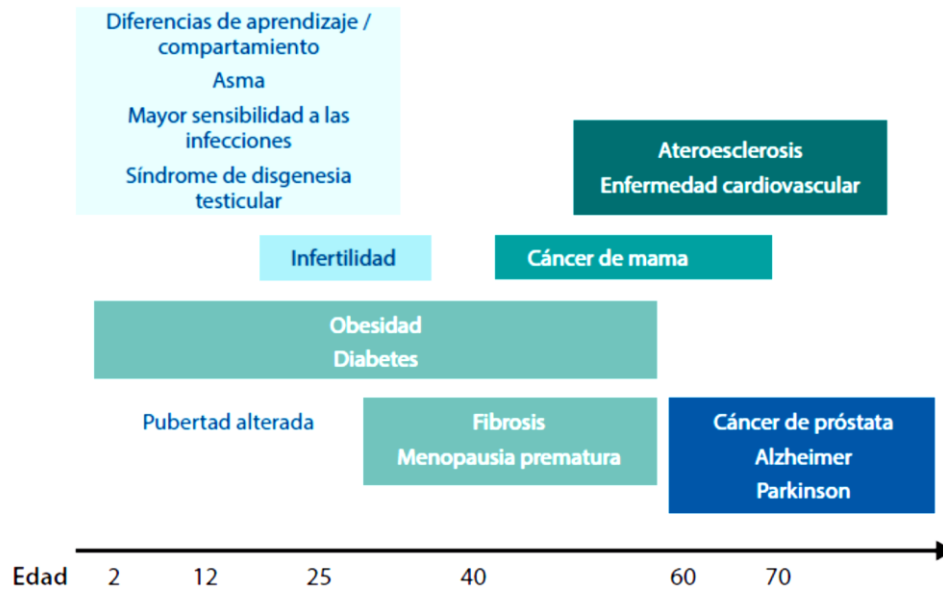 Diferencias de aprendizaje /
compartamiento
Asma
Mayor sensibilidad a las
infecciones
Síndrome de disgenesia
testicular
Ateroesclerosis
Enfermedad cardiovascular
Infertilidad
Cáncer de mama
Obesidad
Diabetes
Pubertad alterada
Fibrosis
Menopausia prematura
Cáncer de próstata
Alzheimer
Parkinson
Edad 2 12 25 40 60 70